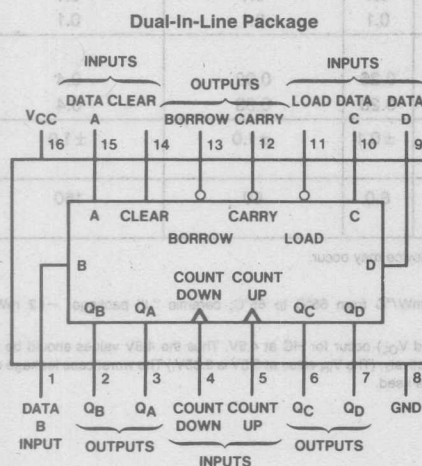 Dual-In-Line Package
INPUTS INPUTS
OUTPUTS
DATA CLEAR LOAD DATA DATA
VCC A BORROW CARRY C D
16 15 14 13 12 11 10 9
A CLEAR CARRY C
BORROW LOAD
B D
COUNT COUNT
DOWN UP
QB QA QC QD
1 2 3 4 5 6 7 8
DATA QB QA COUNT COUNT QC QD GND
B DOWN UP
INPUT OUTPUTS OUTPUTS
INPUTS